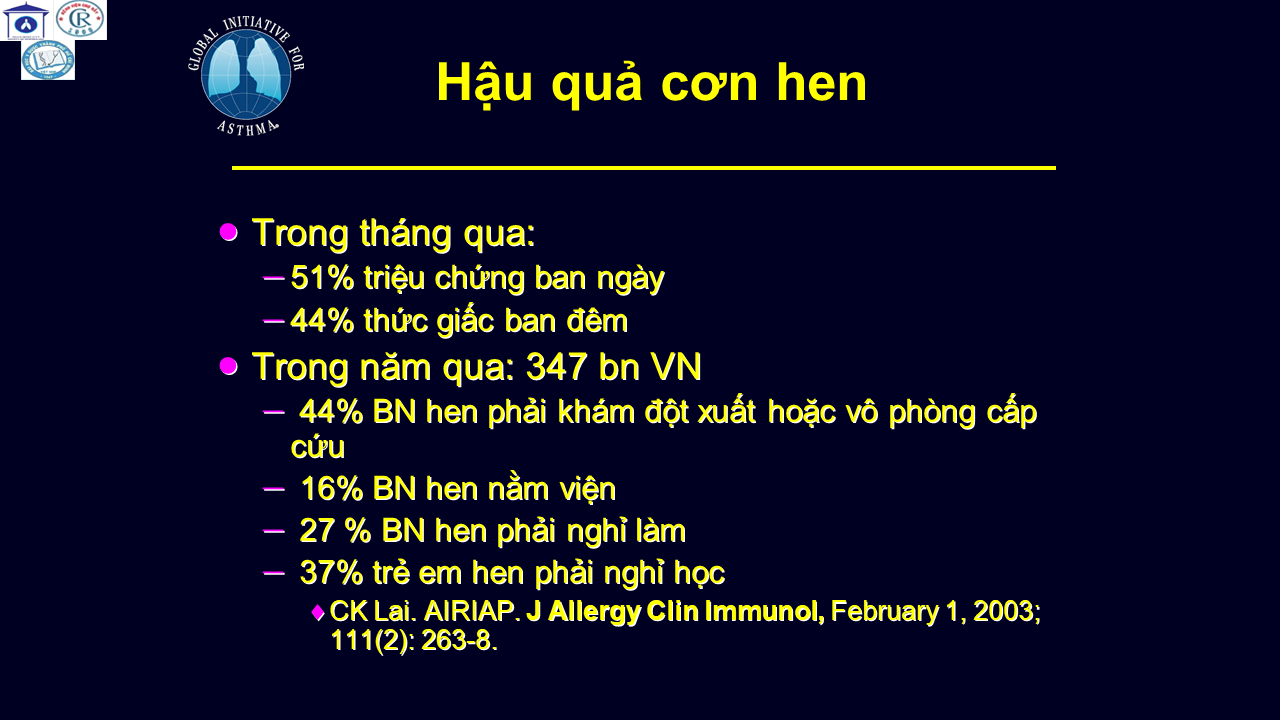 GLOBAL INITIATIVE FOR
ASTHMA
Hậu quả cơn hen
Trong tháng qua:
– 51% triệu chứng ban ngày
– 44% thức giấc ban đêm
Trong năm qua: 347 bn VN
– 44% BN hen phải khám đột xuất hoặc vô phòng cấp
cứu
– 16% BN hen nằm viện
– 27 % BN hen phải nghỉ làm
– 37% trẻ em hen phải nghỉ học
CK Lai. AIRIAP. J Allergy Clin Immunol, February 1, 2003;
111(2): 263-8.